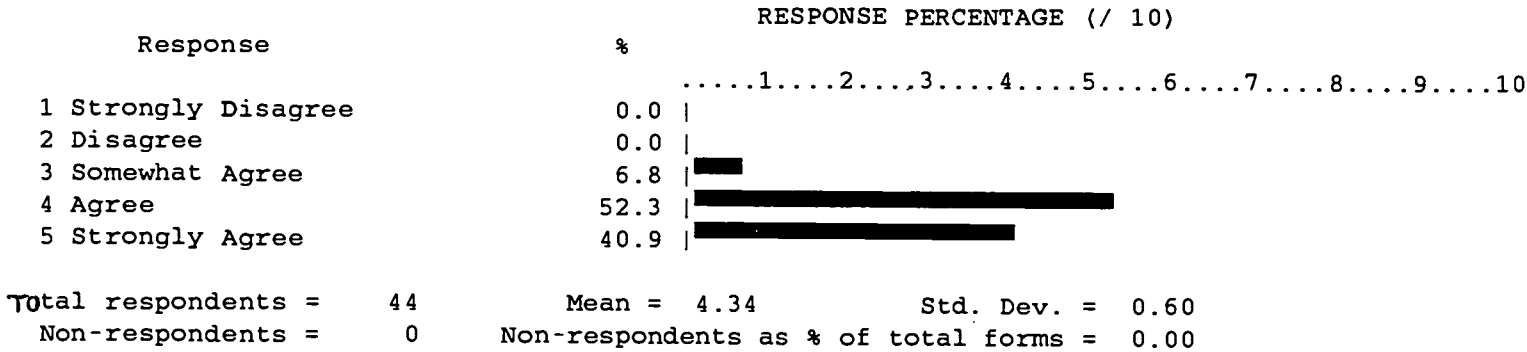 RESPONSE PERCENTAGE (/ 10)
Response %
.....1....2....3....4....5....6....7....8....9....10
1 Strongly Disagree 0.0 |
2 Disagree 0.0 |
3 Somewhat Agree 6.8 |
4 Agree 52.3 |
5 Strongly Agree 40.9 |
Total respondents = 44 Mean = 4.34 Std. Dev. = 0.60
Non-respondents = 0 Non-respondents as % of total forms = 0.00